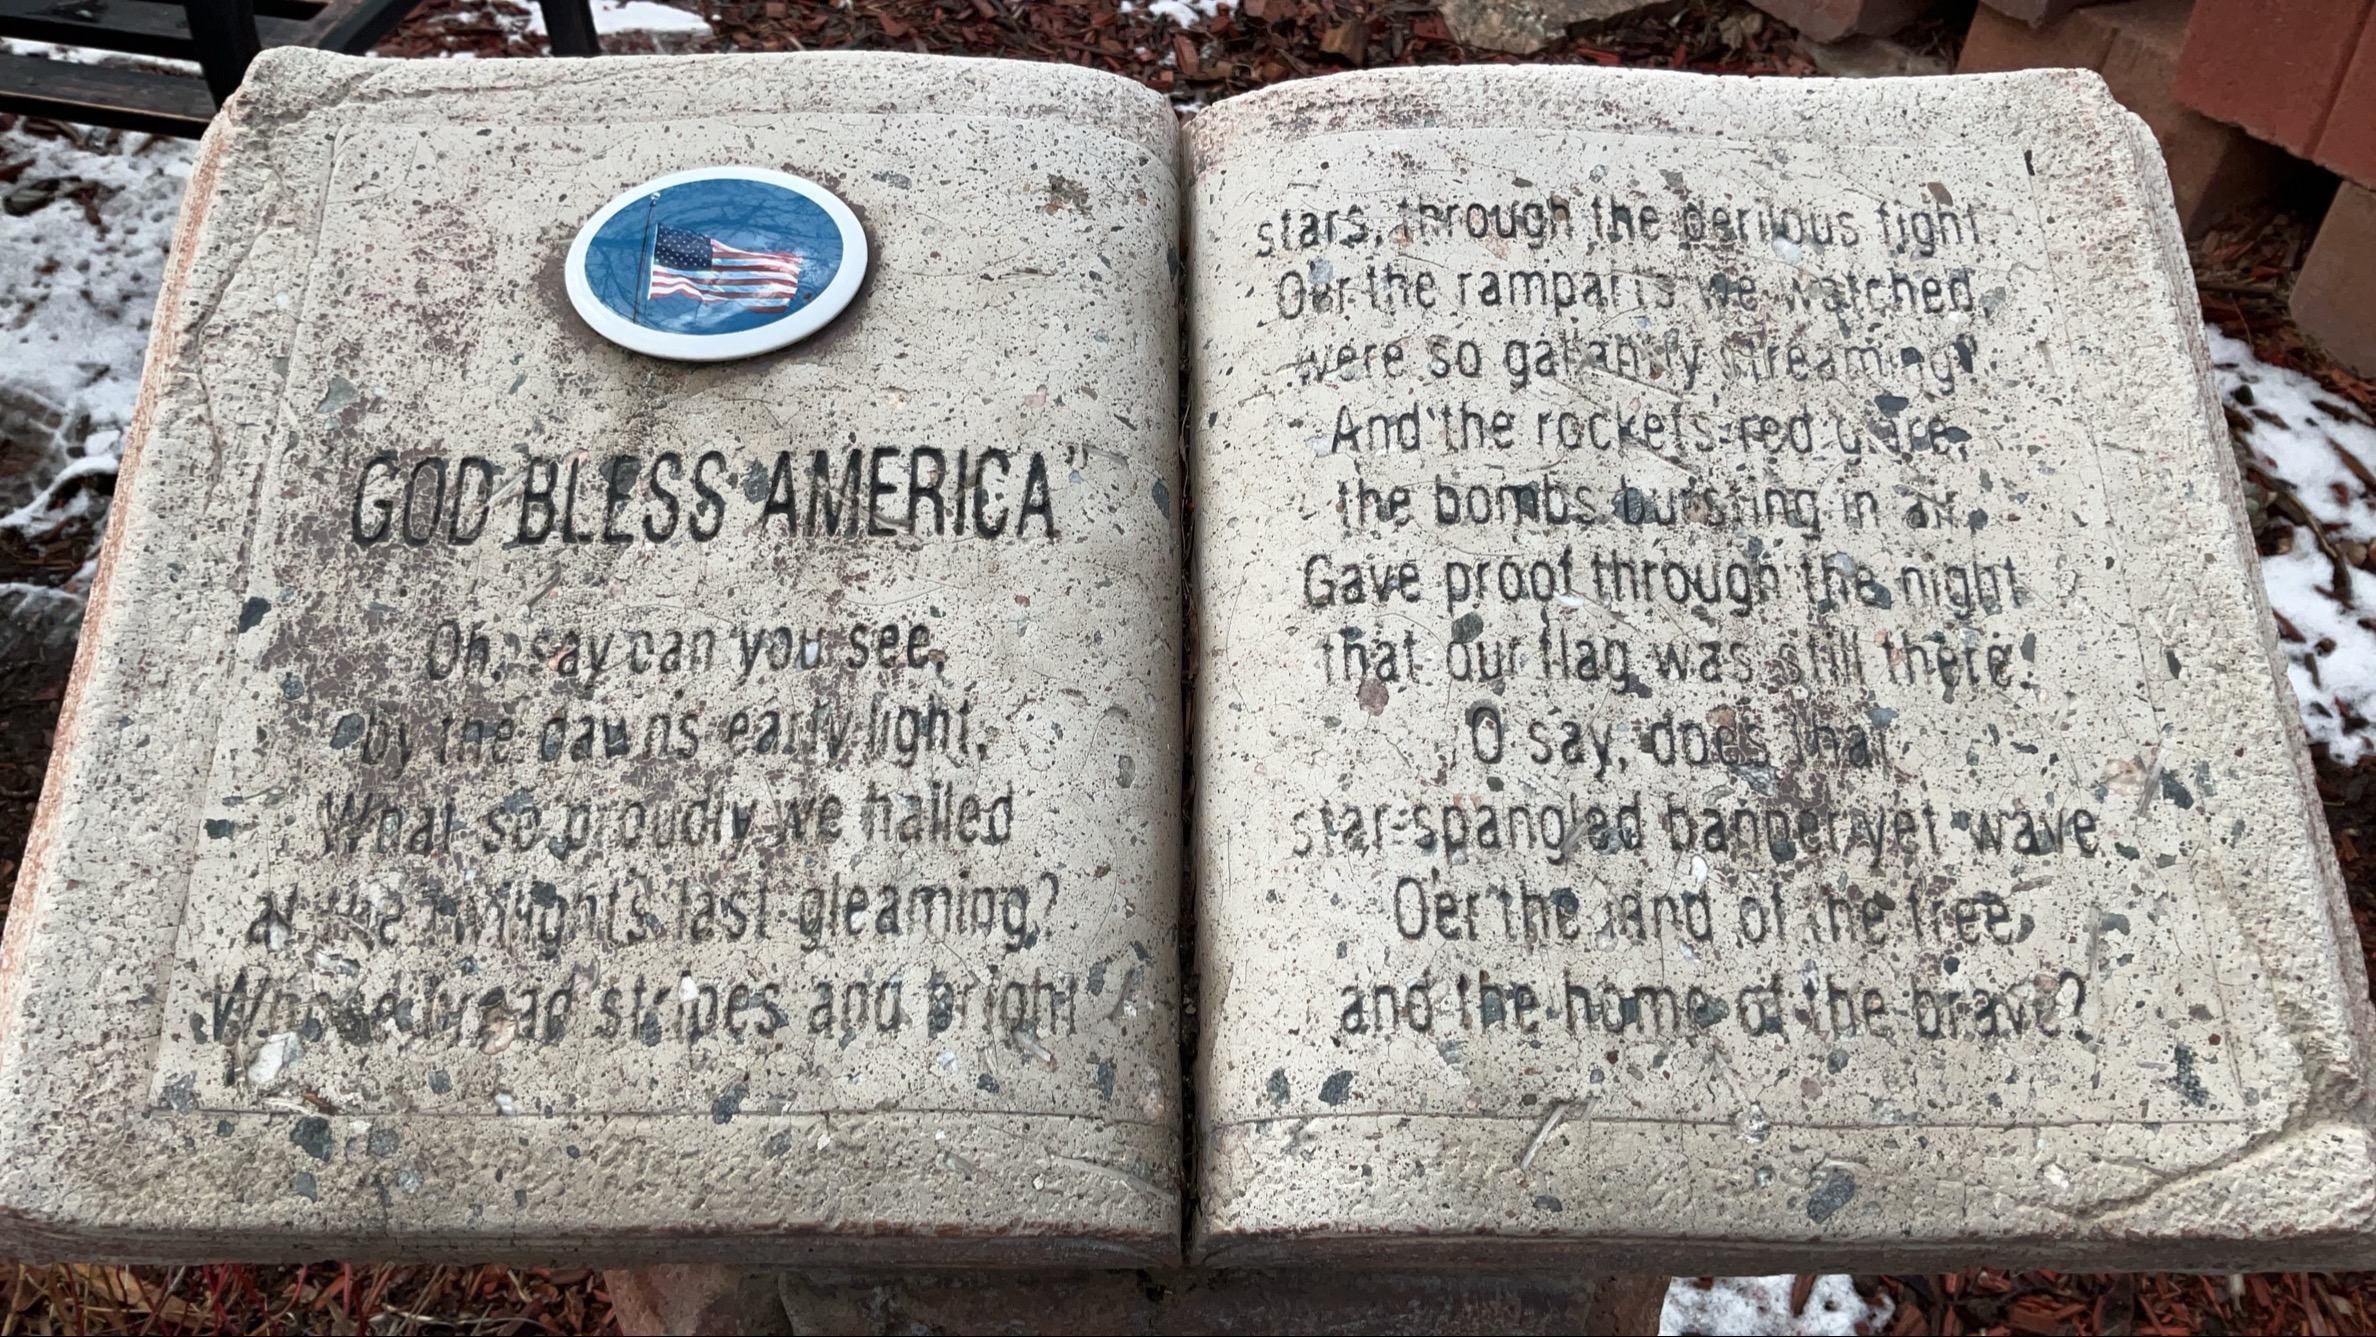 GOD BLESS AMERICA"
Oh, say can you see,
by the dawns early light,
What so proudly we hailed
at the twilight's last gleaming?
Whose bread stripes and bright
stars, through the perilous fight.
O'er the ramparts we watched,
were so gallantly streaming?
And the rockets red glare,
the bombs bursting in air,
Gave proof through the night
that our flag was still there.
O say, does that
star-spangled banner yet wave
O'er the land of the free,
and the home of the brave?